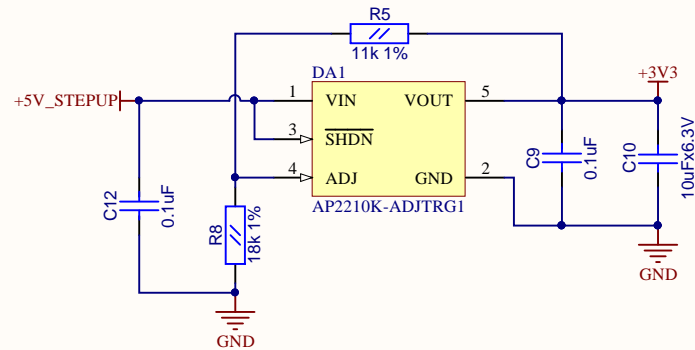 R5
11k 1%
DA1
+3V3
+5V_STEPUP
1
VIN
VOUT
5
3
SHDN
4
ADJ
GND
2
AP2210K-ADJTRG1
C12
0.1uF
R8
18k 1%
C9
0.1uF
C10
10uFx6.3V
GND
GND